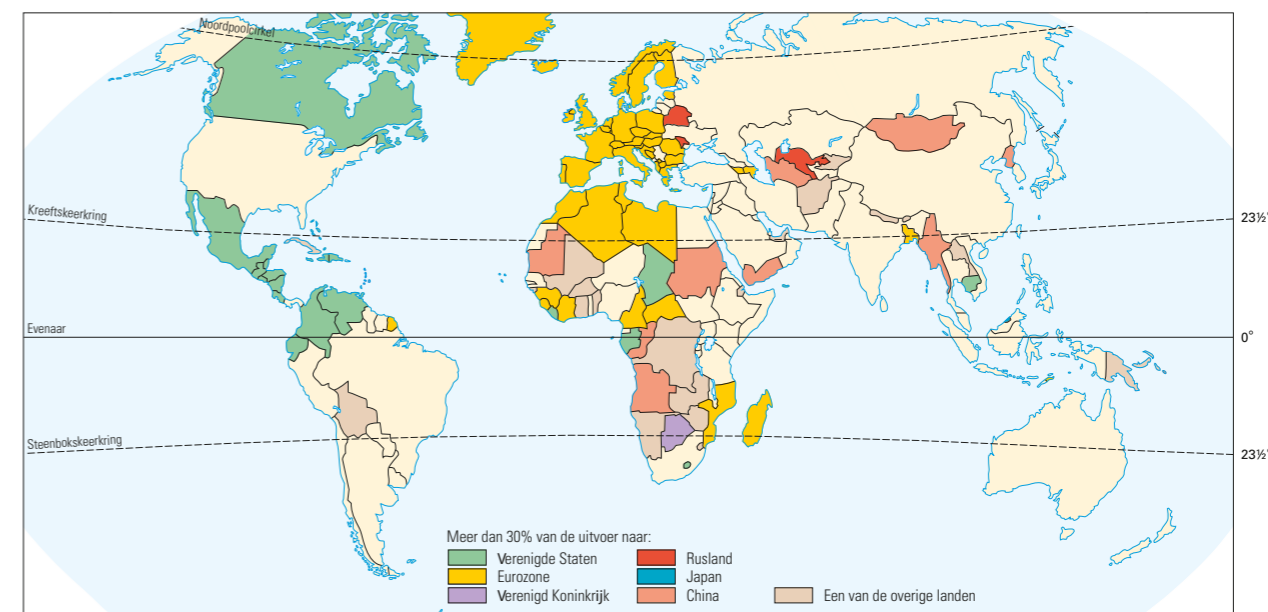 Noordpoolcirkel
Kreeftskeerkring
23½°
Evenaar
0°
Steenbokskeerkring
23½°
Meer dan 30% van de uitvoer naar:
Verenigde Staten
Eurozone
Verenigd Koninkrijk
Rusland
Japan
China
Een van de overige landen